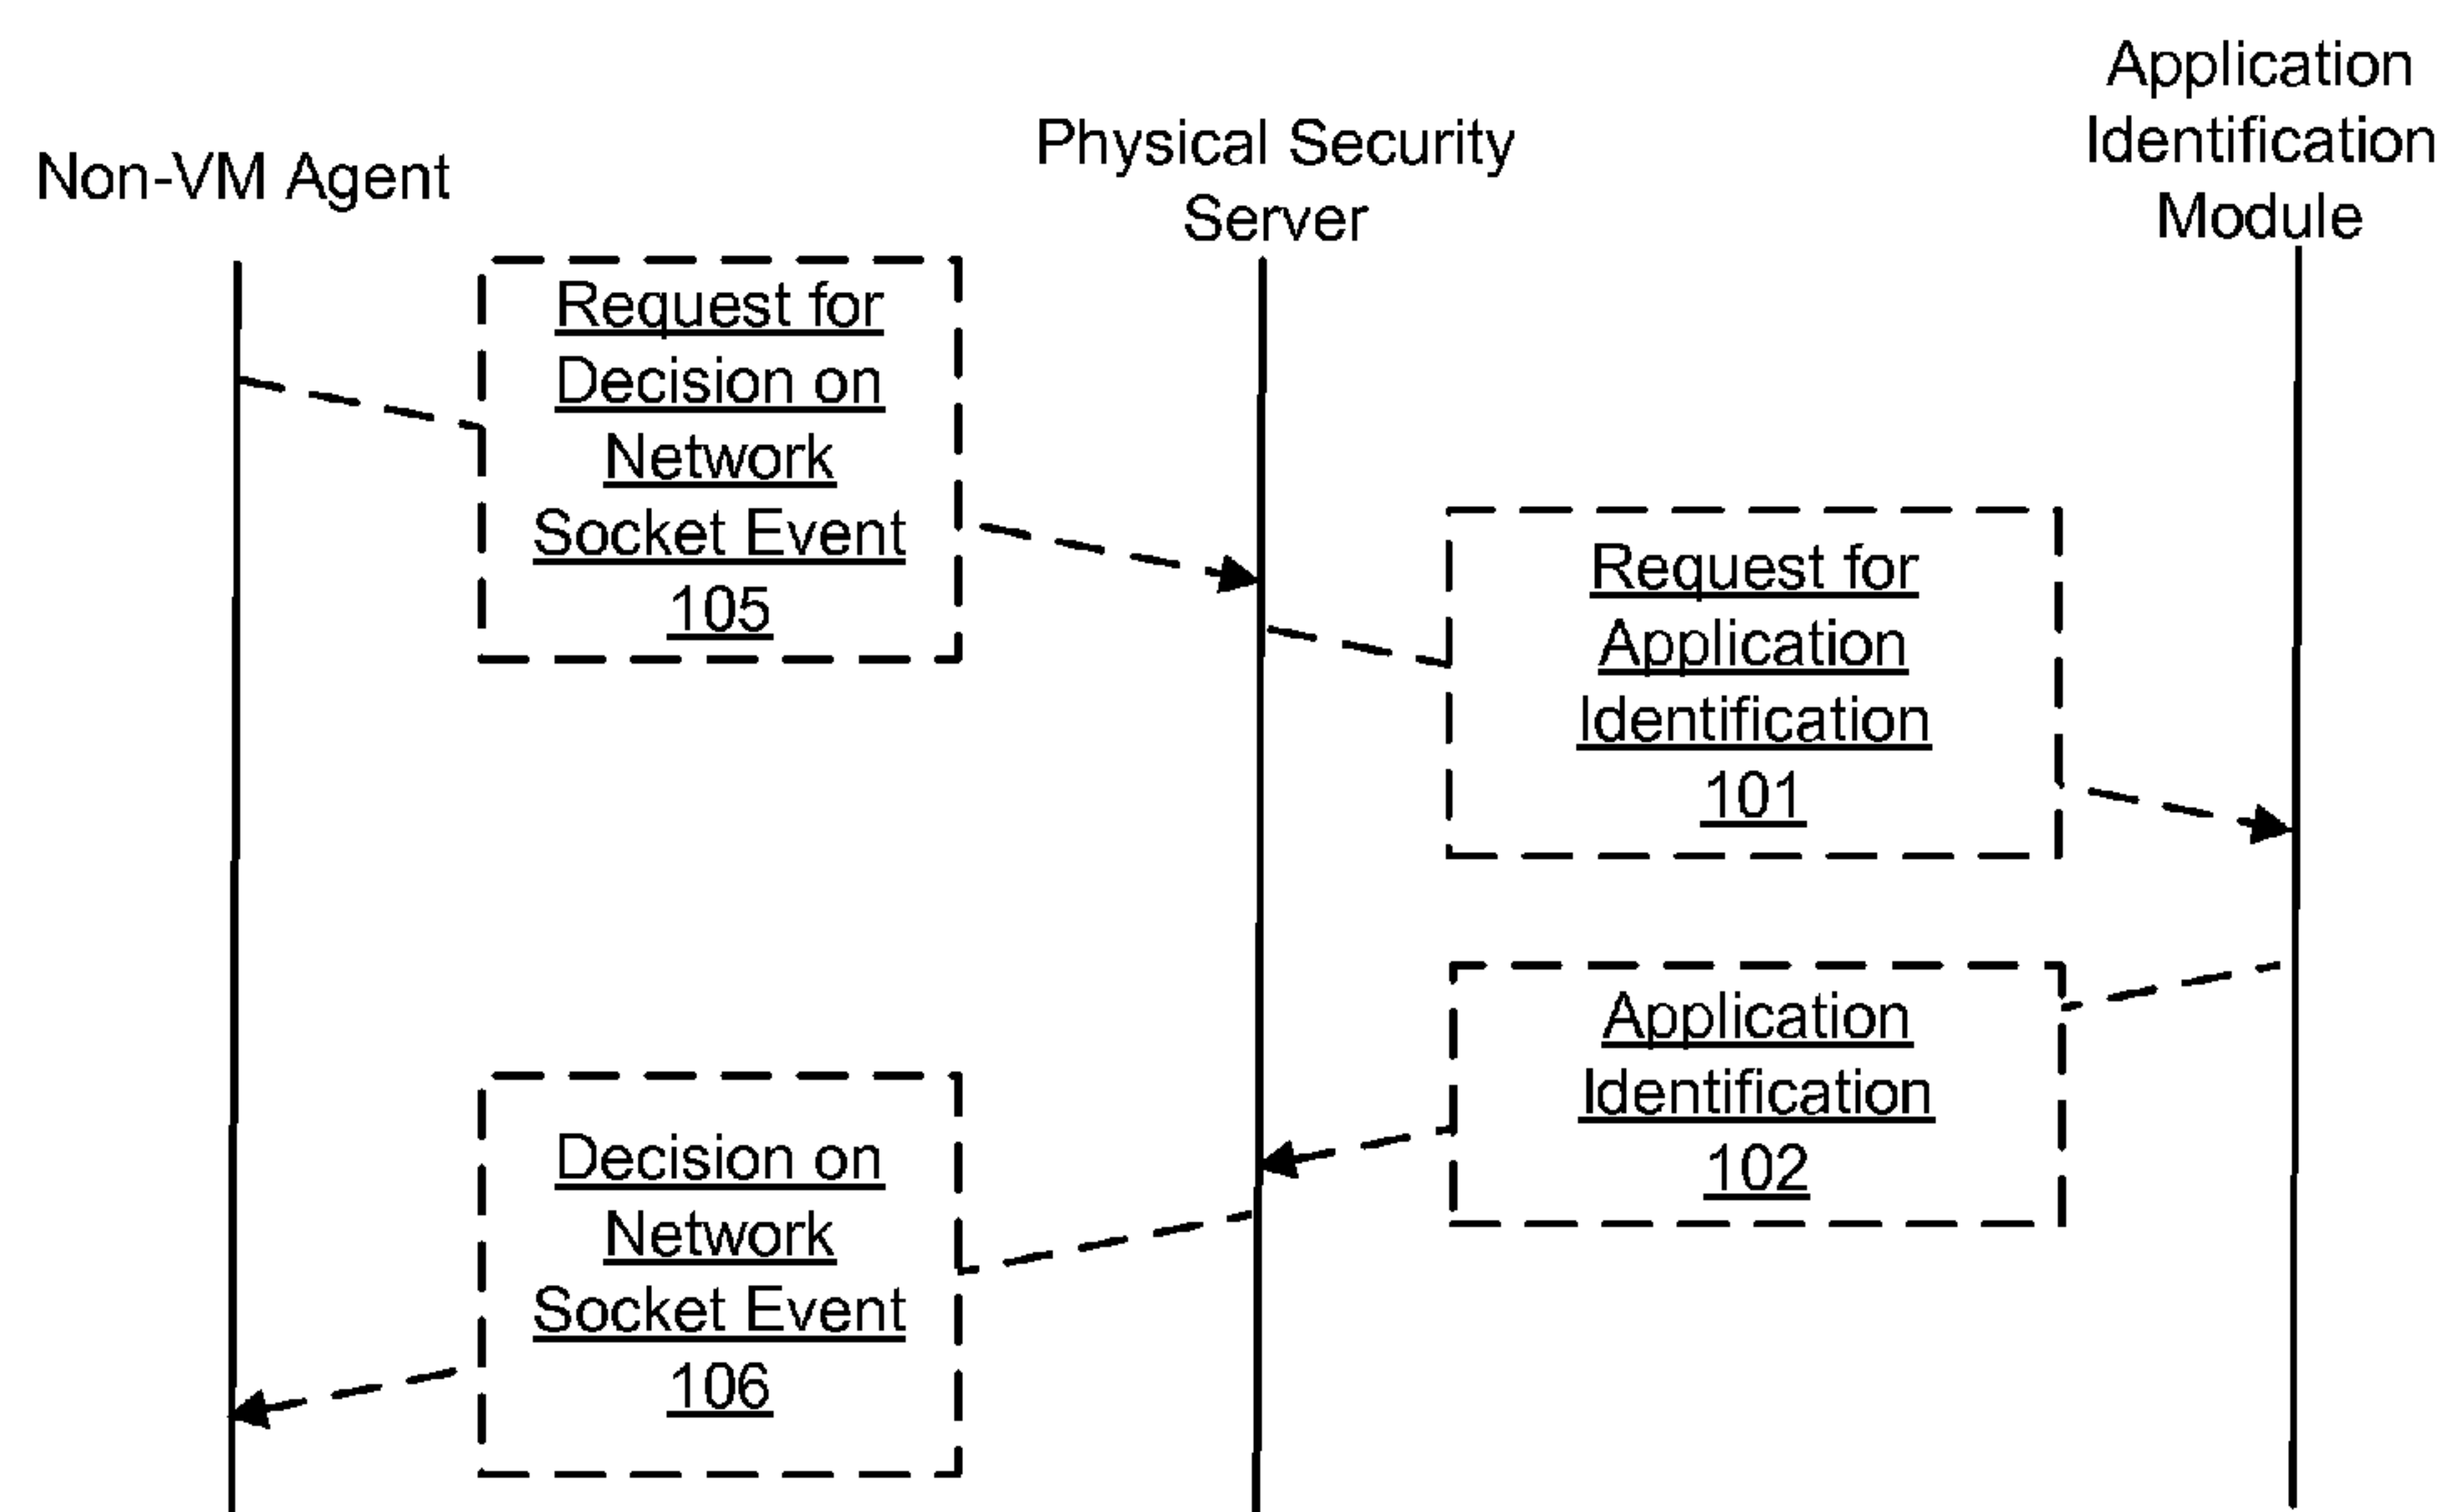 Non-VM Agent
Physical Security
Server
Application
Identification
Module
Request for
Decision on
Network
Socket Event
105
Request for
Application
Identification
101
Application
Identification
102
Decision on
Network
Socket Event
106